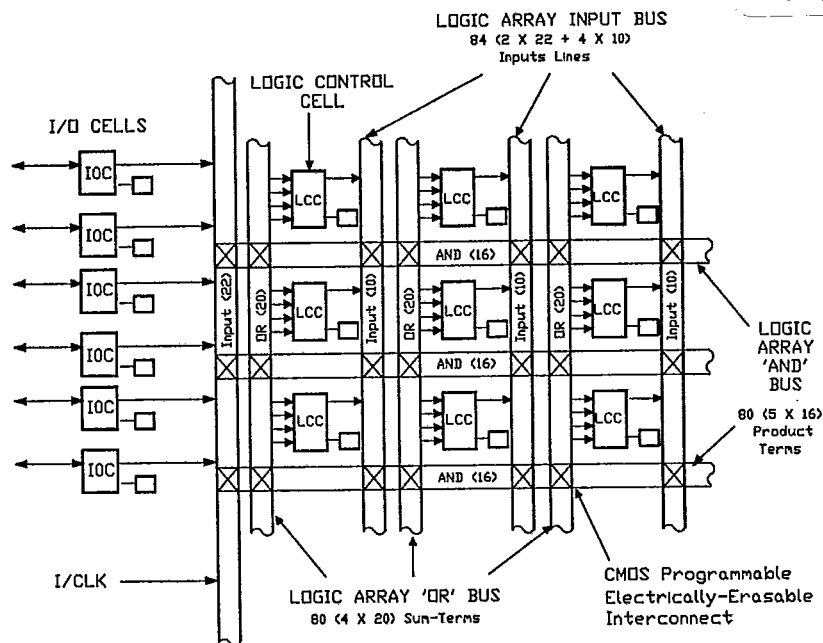 LOGIC ARRAY INPUT BUS
84 (2 X 22 + 4 X 10)
Inputs Lines
LOGIC CONTROL
CELL
I/O CELLS
IOC
IOC
IOC
IOC
IOC
IOC
LCC
LCC
LCC
AND (16)
Input (22)
OR (20)
LCC
Input (10)
OR (20)
LCC
Input (10)
OR (20)
LCC
Input (10)
AND (16)
LCC
LCC
LCC
AND (16)
LOGIC
ARRAY
'AND'
BUS
80 (5 X 16)
Product
Terms
I/CLK
LOGIC ARRAY 'OR' BUS
80 (4 X 20) Sum-Terms
CMOS Programmable
Electrically-Erasable
Interconnect